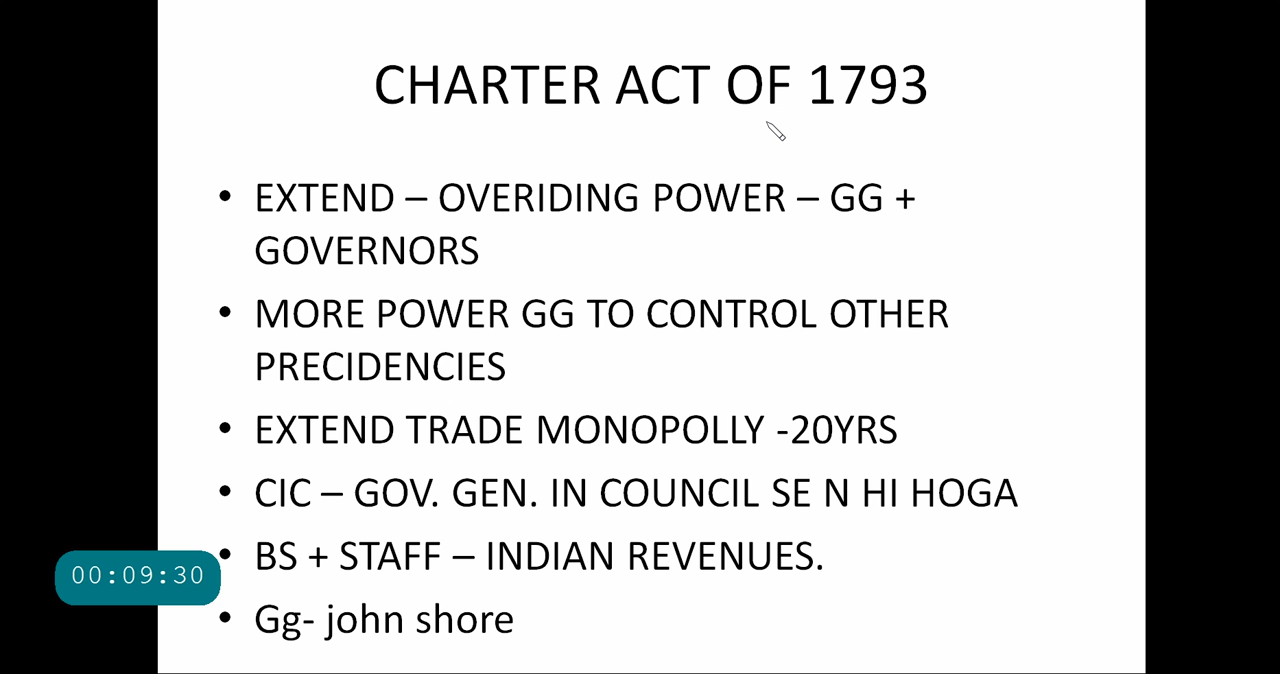 CHARTER ACT OF 1793
• EXTEND – OVERIDING POWER – GG +
GOVERNORS
• MORE POWER GG TO CONTROL OTHER
PRECIDENCIES
• EXTEND TRADE MONOPOLLY -20YRS
• CIC – GOV. GEN. IN COUNCIL SE N HI HOGA
• BS + STAFF – INDIAN REVENUES.
00:09:30
• Gg- john shore